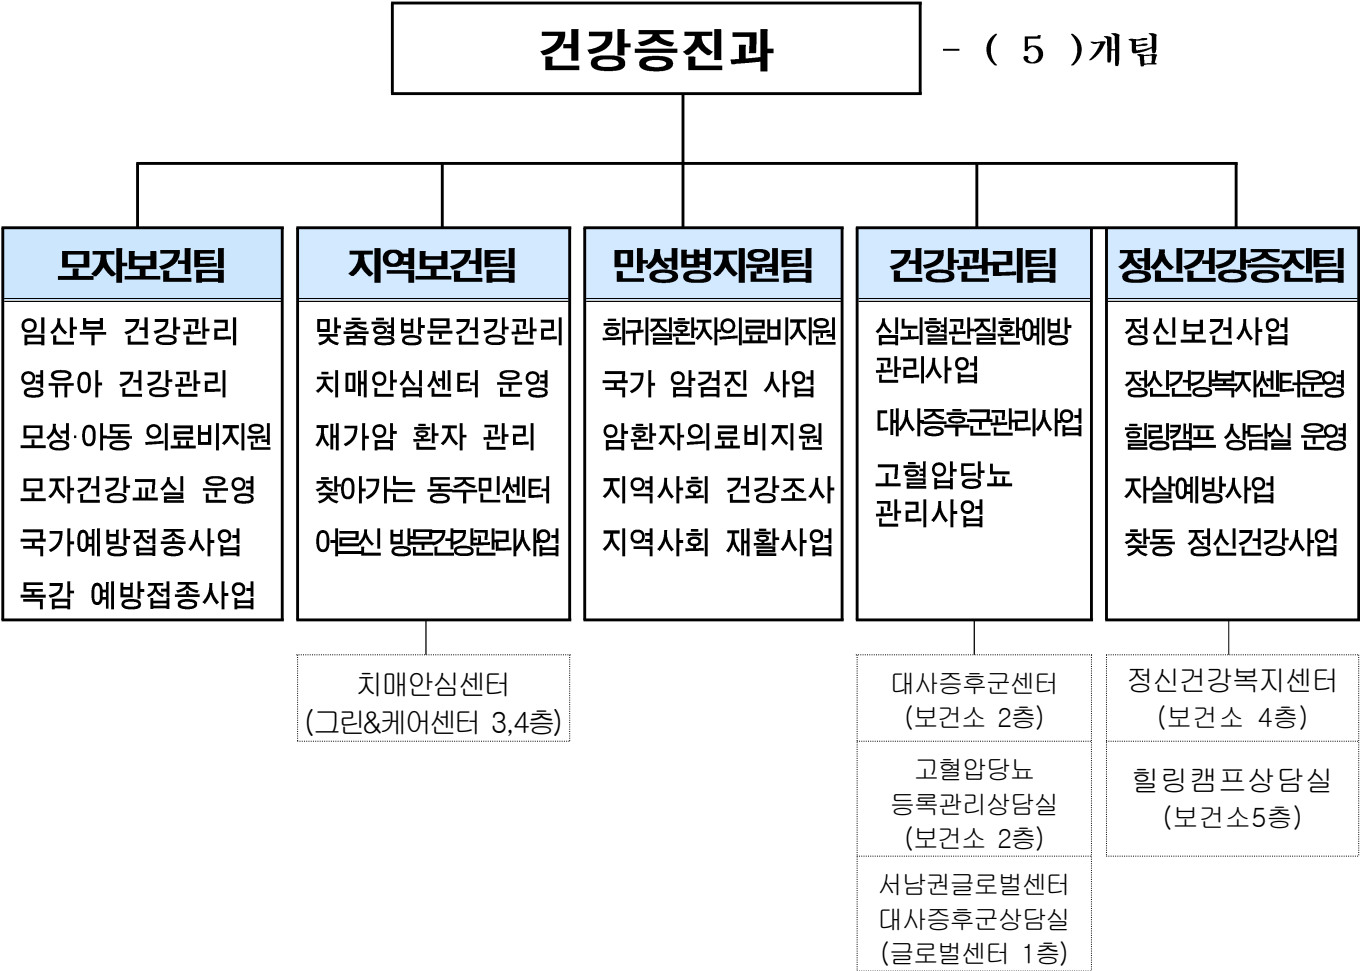 건강증진과
- ( 5 )개팀
모자보건팀
임산부 건강관리
영유아 건강관리
모성·아동 의료비지원
모자건강교실 운영
국가예방접종사업
독감 예방접종사업
지역보건팀
맞춤형방문건강관리
치매안심센터 운영
재가암 환자 관리
찾아가는 동주민센터
어르신 방문건강관리사업
치매안심센터
(그린&케어센터 3,4층)
만성병지원팀
희귀질환자의료비지원
국가 암검진 사업
암환자의료비지원
지역사회 건강조사
지역사회 재활사업
건강관리팀
심뇌혈관질환예방
관리사업
대사증후군관리사업
고혈압당뇨
관리사업
대사증후군센터
(보건소 2층)
고혈압당뇨
등록관리상담실
(보건소 2층)
서남권글로벌센터
대사증후군상담실
(글로벌센터 1층)
정신건강증진팀
정신보건사업
정신건강복지센터운영
힐링캠프 상담실 운영
자살예방사업
찾동 정신건강사업
정신건강복지센터
(보건소 4층)
힐링캠프상담실
(보건소5층)